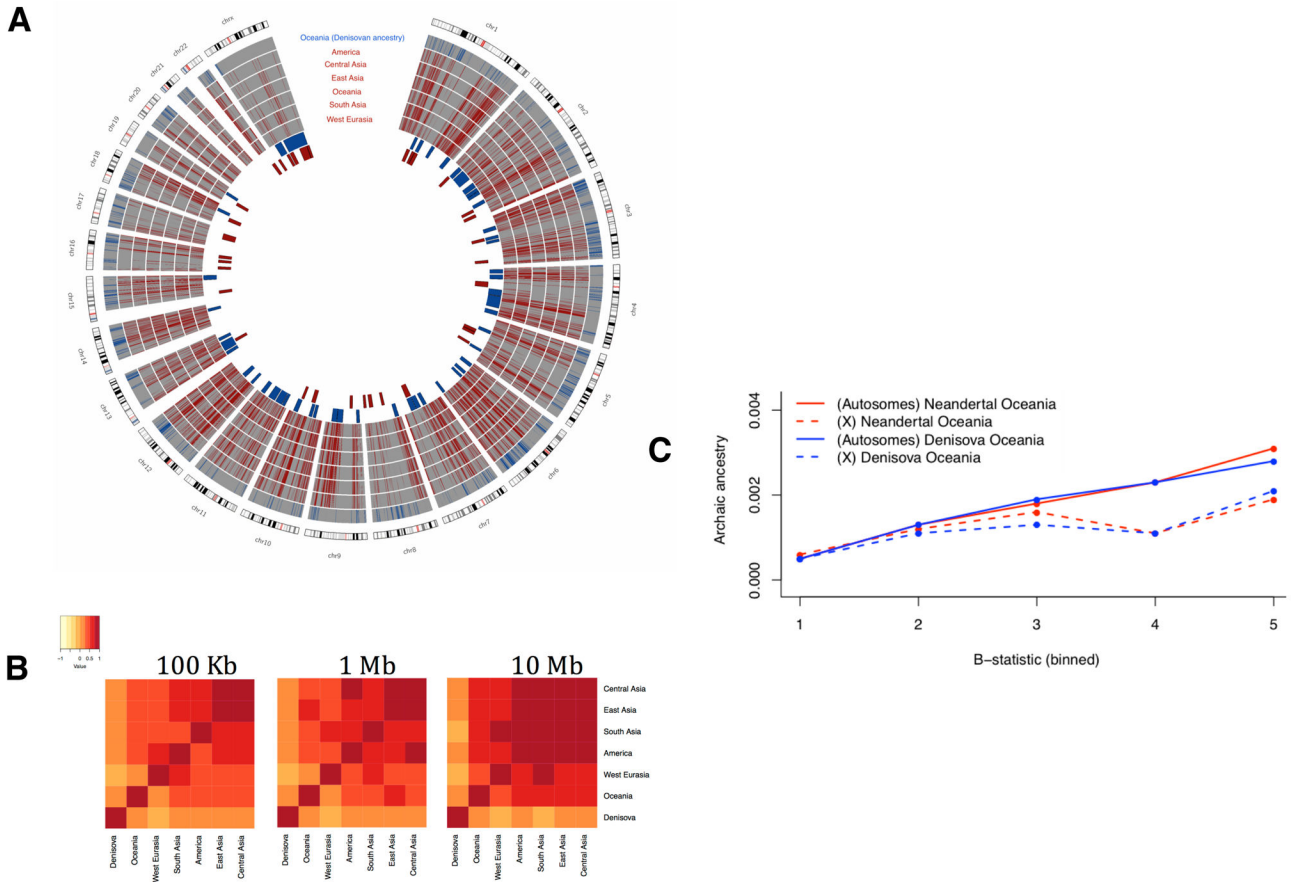 A
Oceania (Denisovan ancestry)
America
Central Asia
East Asia
Oceania
South Asia
West Eurasia
chr1
chr2
chr3
chr4
chr5
chr6
chr7
chr8
chr9
chr10
chr11
chr12
chr13
chr14
chr15
chr16
chr17
chr18
chr19
chr20
chr21
chr22
chrx
C
(Autosomes) Neandertal Oceania
(X) Neandertal Oceania
(Autosomes) Denisova Oceania
(X) Denisova Oceania
Archaic ancestry
0.004
0.002
0.000
1 2 3 4 5
B-statistic (binned)
B
-1 0 0.5 1
Value
100 Kb 1 Mb 10 Mb
Central Asia
East Asia
South Asia
America
West Eurasia
Oceania
Denisova
Denisova Oceania West Eurasia South Asia America East Asia Central Asia
Denisova Oceania West Eurasia America South Asia East Asia Central Asia
Denisova Oceania West Eurasia America South Asia East Asia Central Asia